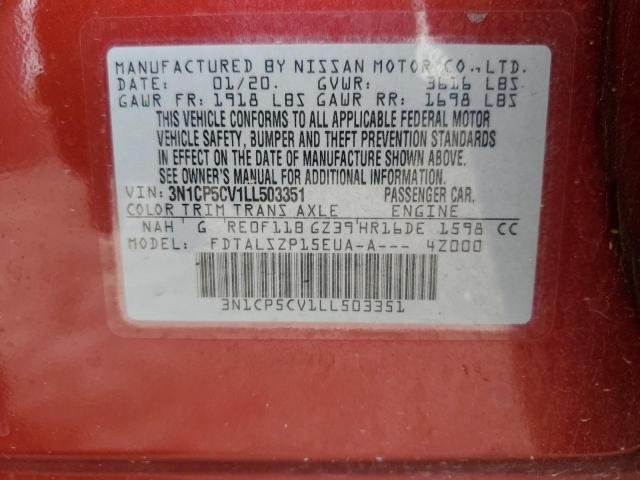 MANUFACTURED BY NISSAN MOTOR CO., LTD.
DATE: 01/20. GVWR: 3616 LBS
GAWR FR: 1918 LBS GAWR RR: 1698 LBS
THIS VEHICLE CONFORMS TO ALL APPLICABLE FEDERAL MOTOR
VEHICLE SAFETY, BUMPER AND THEFT PREVENTION STANDARDS
IN EFFECT ON THE DATE OF MANUFACTURE SHOWN ABOVE.
SEE OWNER'S MANUAL FOR ADDITIONAL INFORMATION.
VIN: 3N1CP5CV1LL503351 PASSENGER CAR.
COLOR TRIM TRANS AXLE ENGINE
NAH G RE0F11B GZ39 HR16DE 1598 CC
MODEL: FDTALSZP15EUA-A--- 4Z000
3N1CP5CV1LL503351